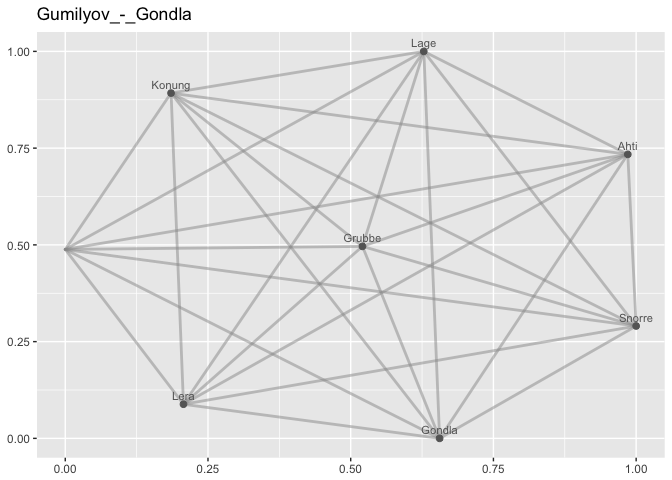 Gumilyov_-_Gondla
Lage
1.00
Konung
0.75
Ahti
Grubbe
0.50
Snorre
0.25
Lera
Gondla
0.00
0.00 0.25 0.50 0.75 1.00